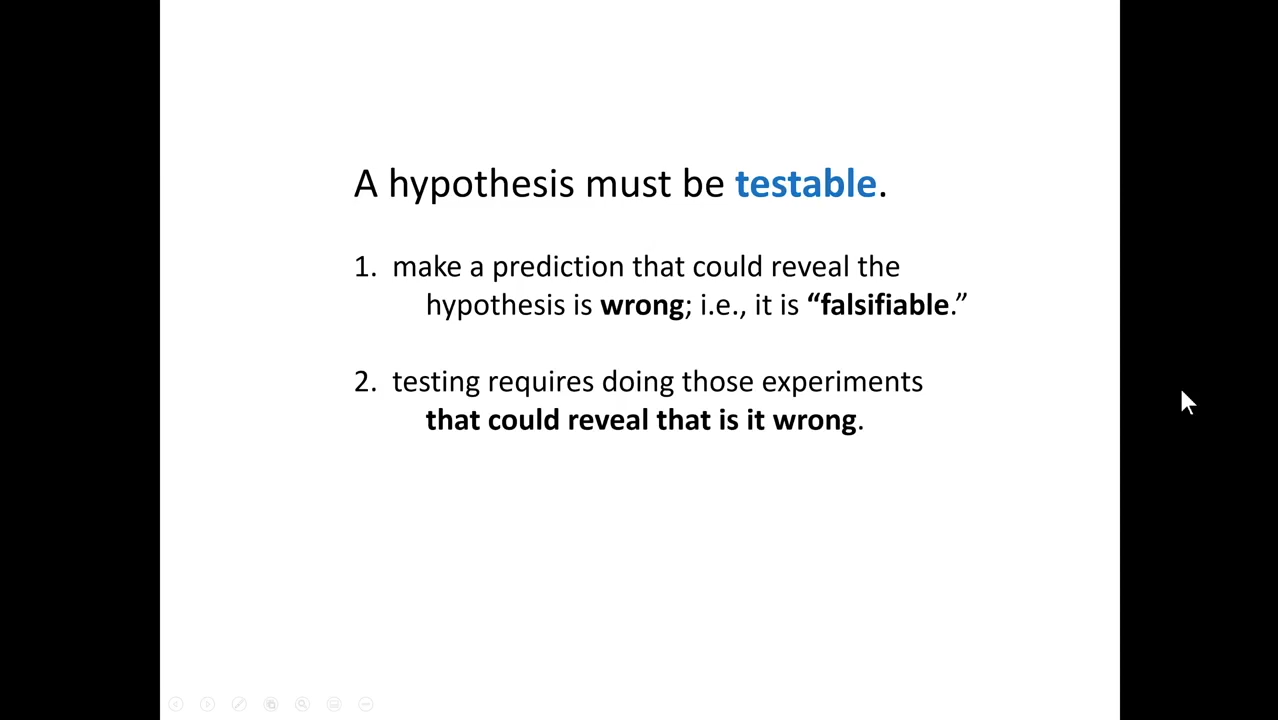 A hypothesis must be testable.
1. make a prediction that could reveal the
hypothesis is wrong; i.e., it is “falsifiable.”
2. testing requires doing those experiments
that could reveal that is it wrong.